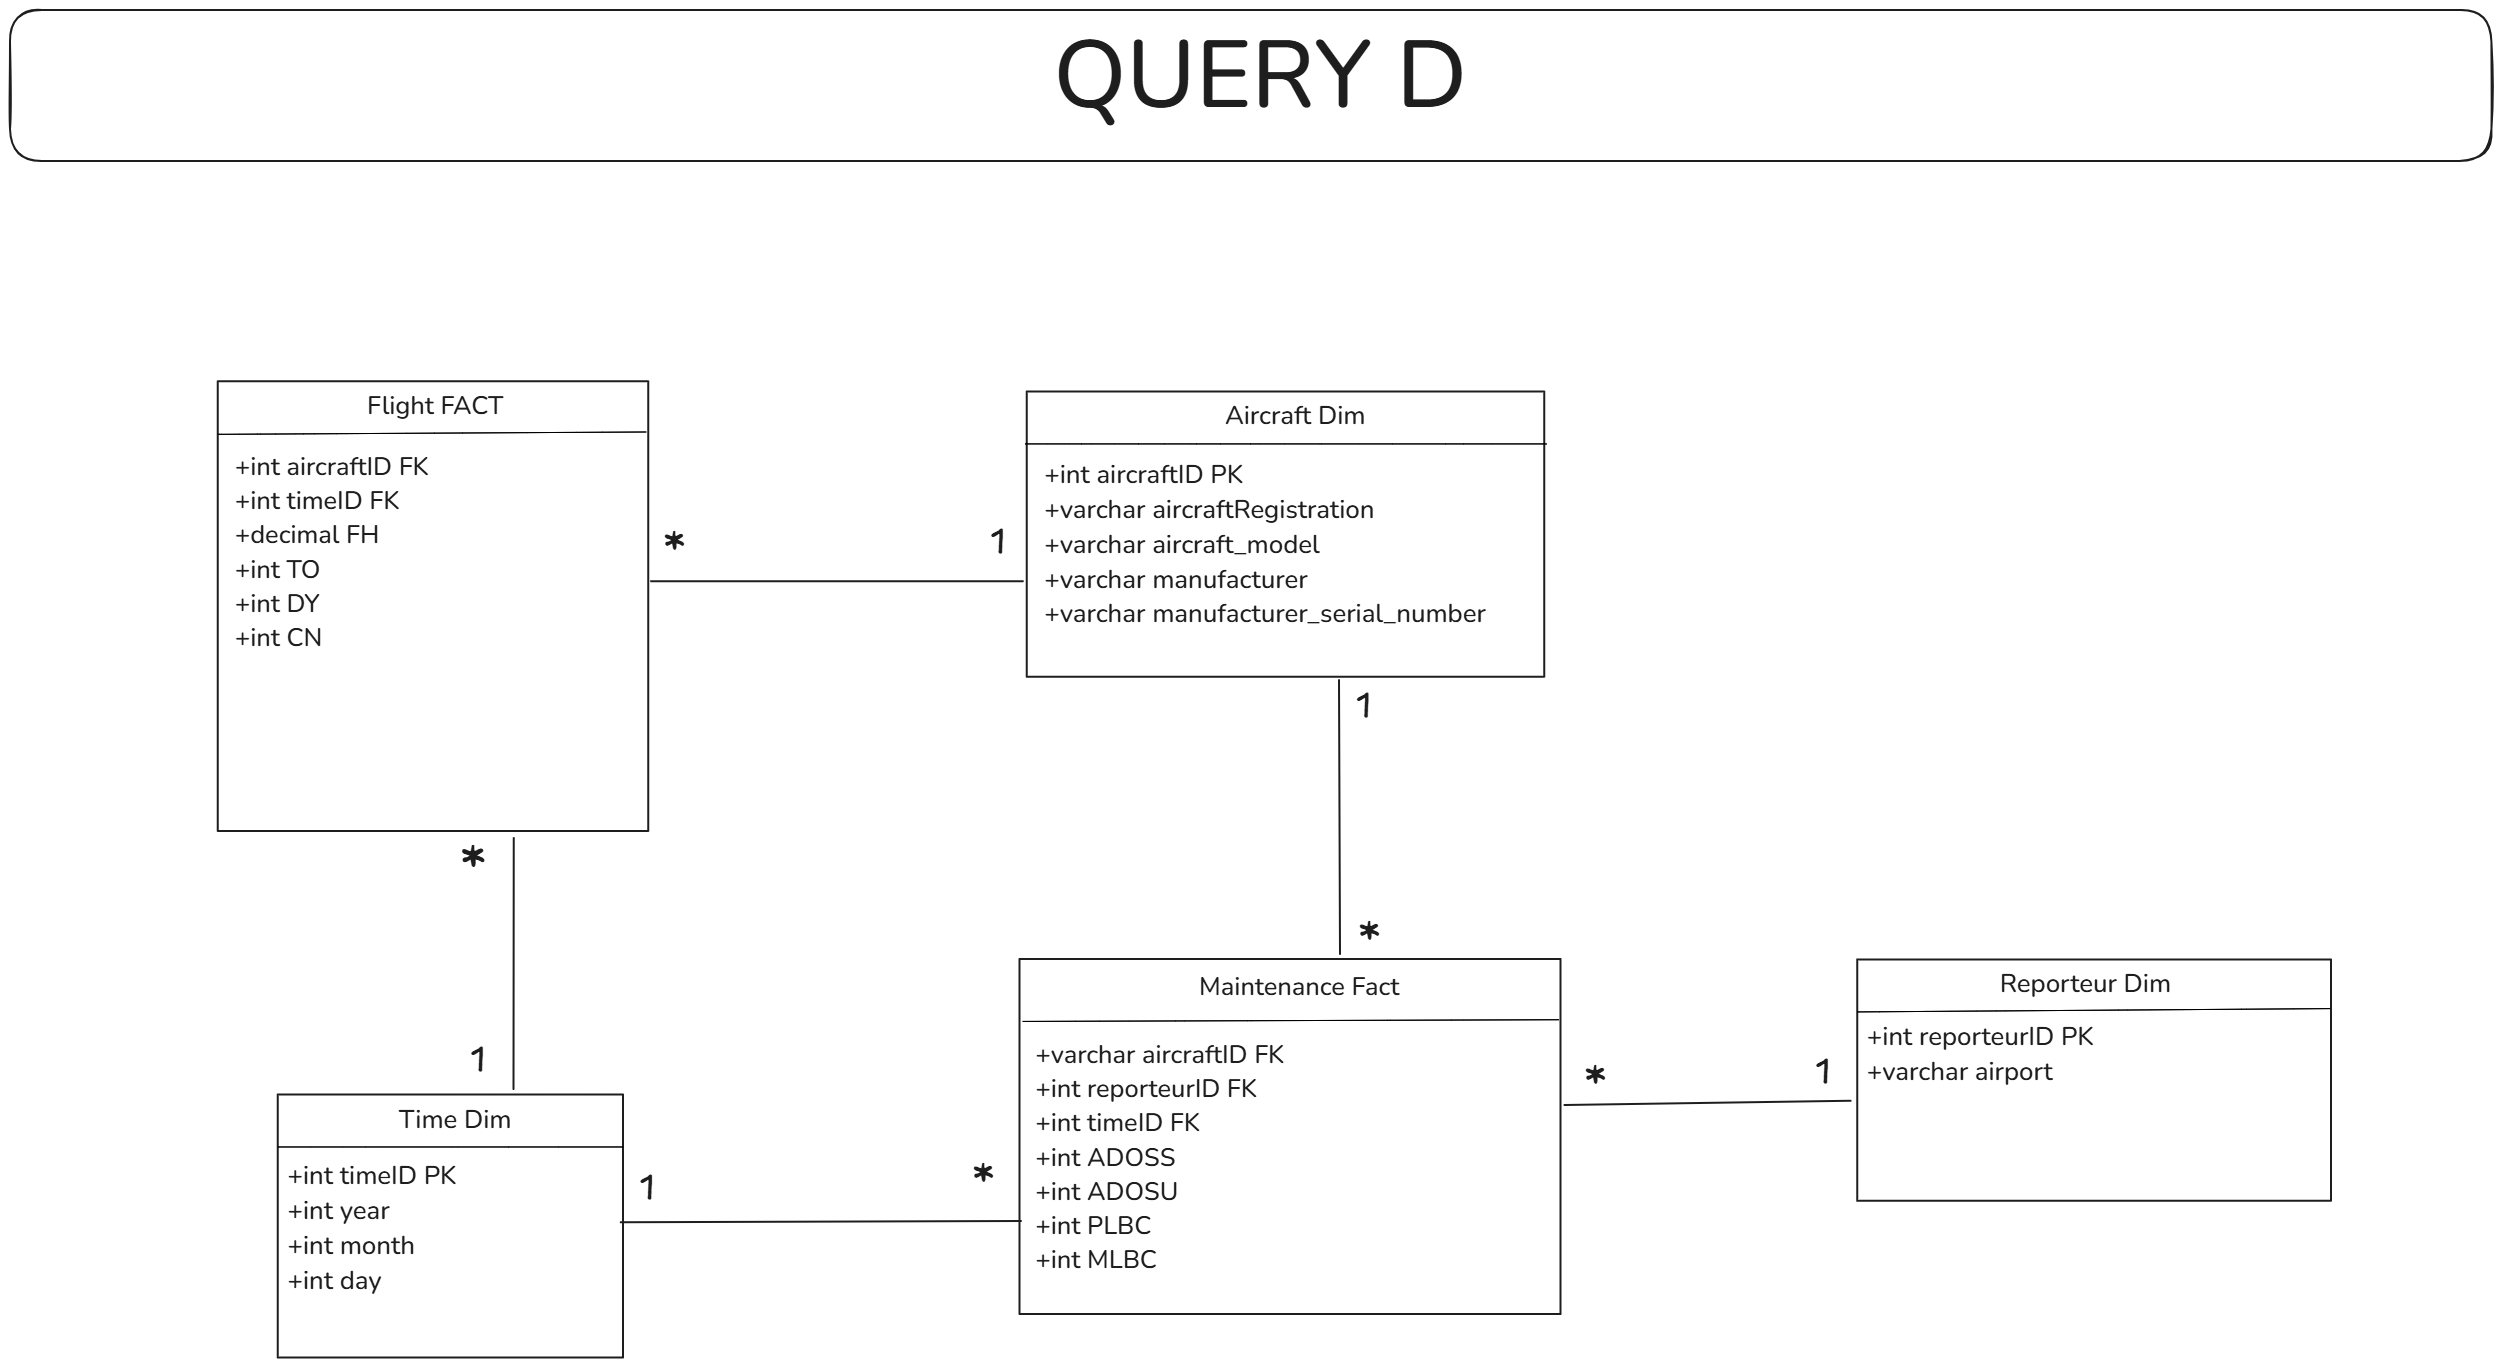 QUERY D
Flight FACT
+int aircraftID FK
+int timeID FK
+decimal FH
+int TO
+int DY
+int CN
*
1
Aircraft Dim
+int aircraftID PK
+varchar aircraftRegistration
+varchar aircraft_model
+varchar manufacturer
+varchar manufacturer_serial_number
1
*
*
1
Time Dim
+int timeID PK
+int year
+int month
+int day
1
*
Maintenance Fact
+varchar aircraftID FK
+int reporteurID FK
+int timeID FK
+int ADOSS
+int ADOSU
+int PLBC
+int MLBC
*
1
Reporteur Dim
+int reporteurID PK
+varchar airport